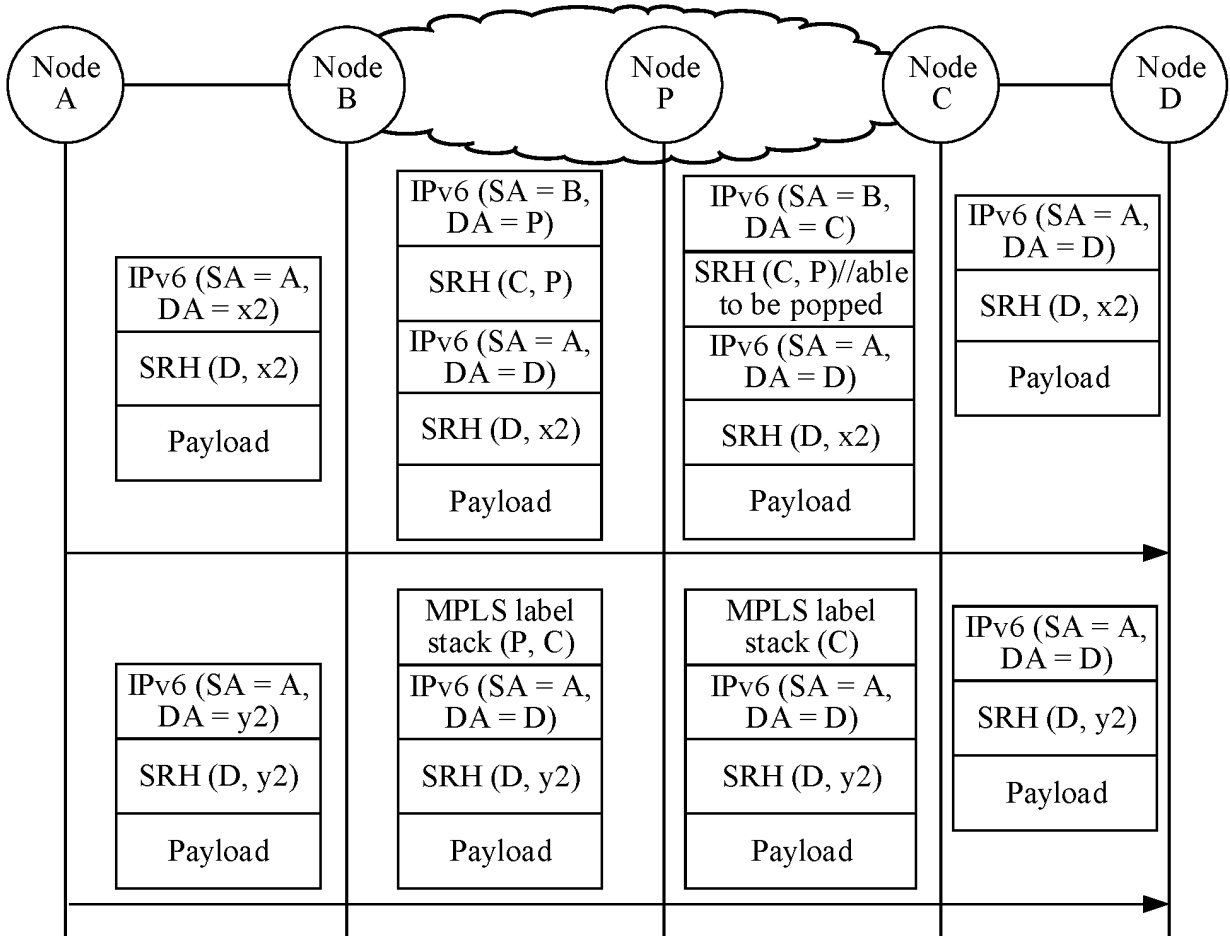 Node
A
Node
B
Node
P
Node
C
Node
D
IPv6 (SA = A,
DA = x2)
SRH (D, x2)
Payload
IPv6 (SA = B,
DA = P)
SRH (C, P)
IPv6 (SA = A,
DA = D)
SRH (D, x2)
Payload
IPv6 (SA = B,
DA = C)
SRH (C, P)//able
to be popped
IPv6 (SA = A,
DA = D)
SRH (D, x2)
Payload
IPv6 (SA = A,
DA = D)
SRH (D, x2)
Payload
IPv6 (SA = A,
DA = y2)
SRH (D, y2)
Payload
MPLS label
stack (P, C)
IPv6 (SA = A,
DA = D)
SRH (D, y2)
Payload
MPLS label
stack (C)
IPv6 (SA = A,
DA = D)
SRH (D, y2)
Payload
IPv6 (SA = A,
DA = D)
SRH (D, y2)
Payload